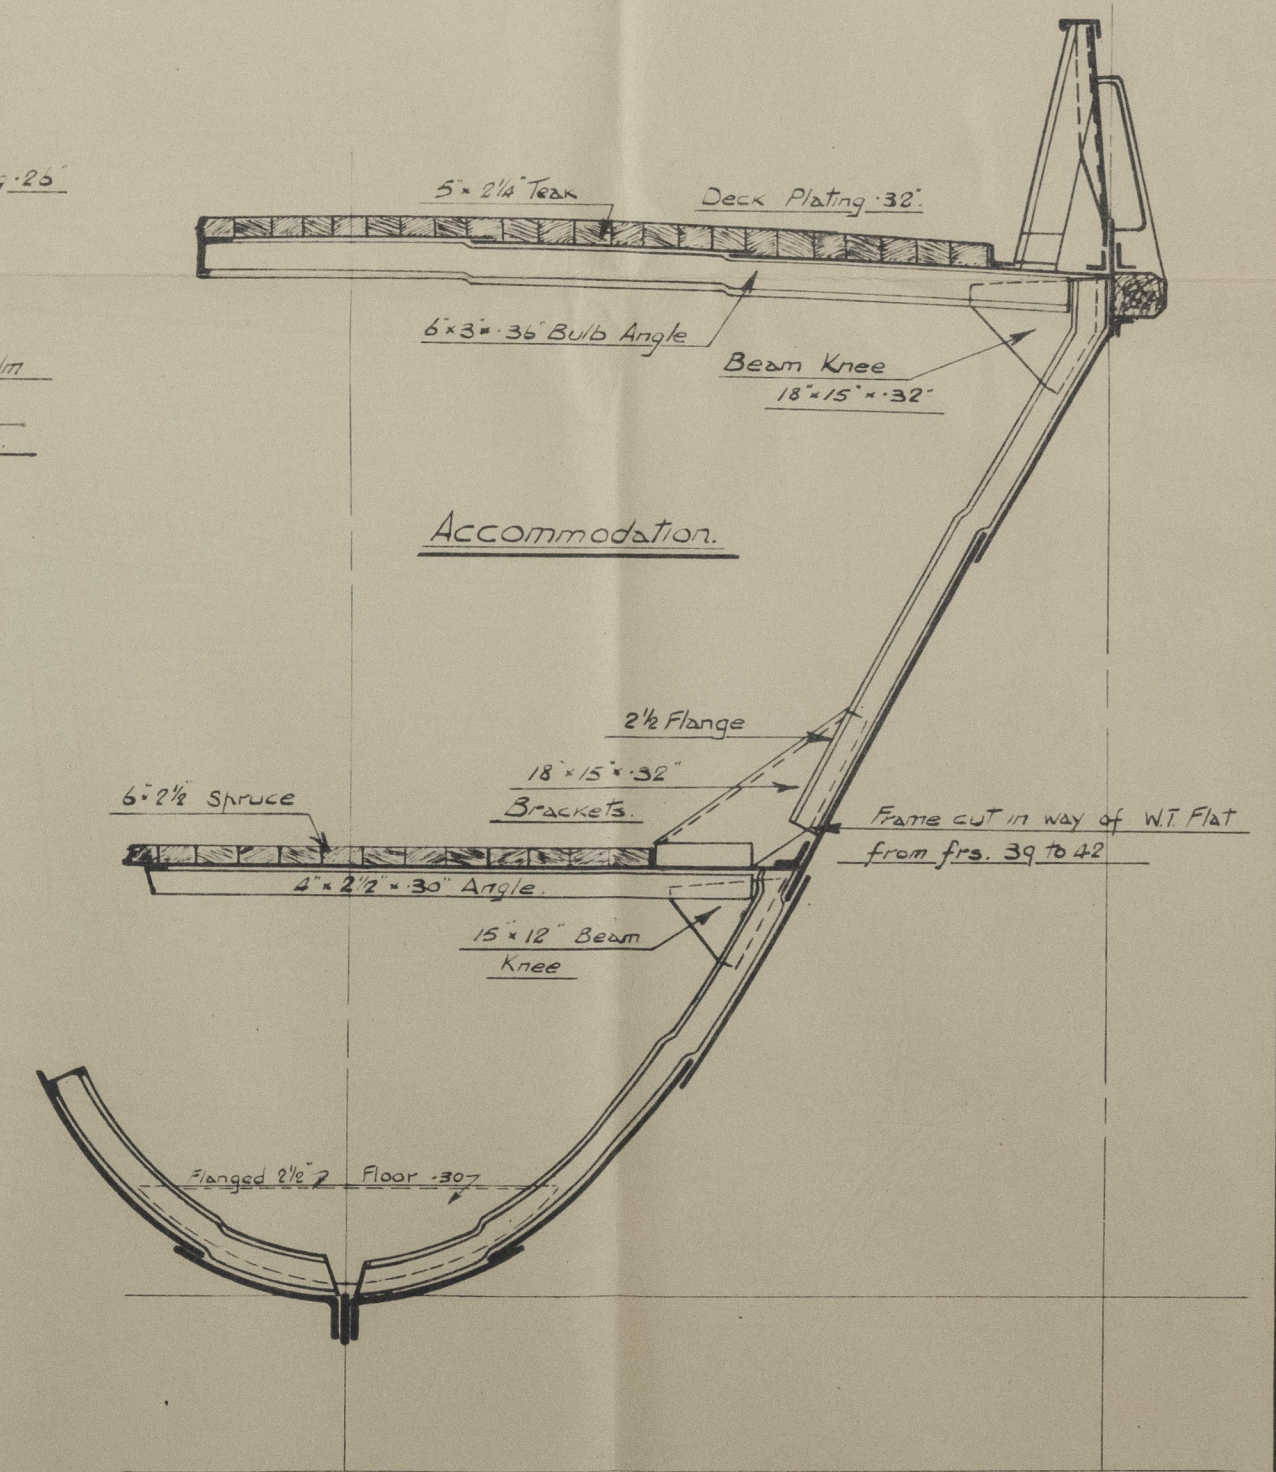 ·26"
5" × 2¼" Teak
Deck Plating ·32".
6" × 3" × ·36" Bulb Angle
Beam Knee
18" × 15" × ·32"
Accommodation.
2½ Flange
18" × 15" × ·32"
Brackets.
6" × 2½" Spruce
Frame cut in way of W.T. Flat
from frs. 39 to 42
4" × 2½" × ·30" Angle.
15" × 12" Beam
Knee
Flanged 2½" Floor ·30